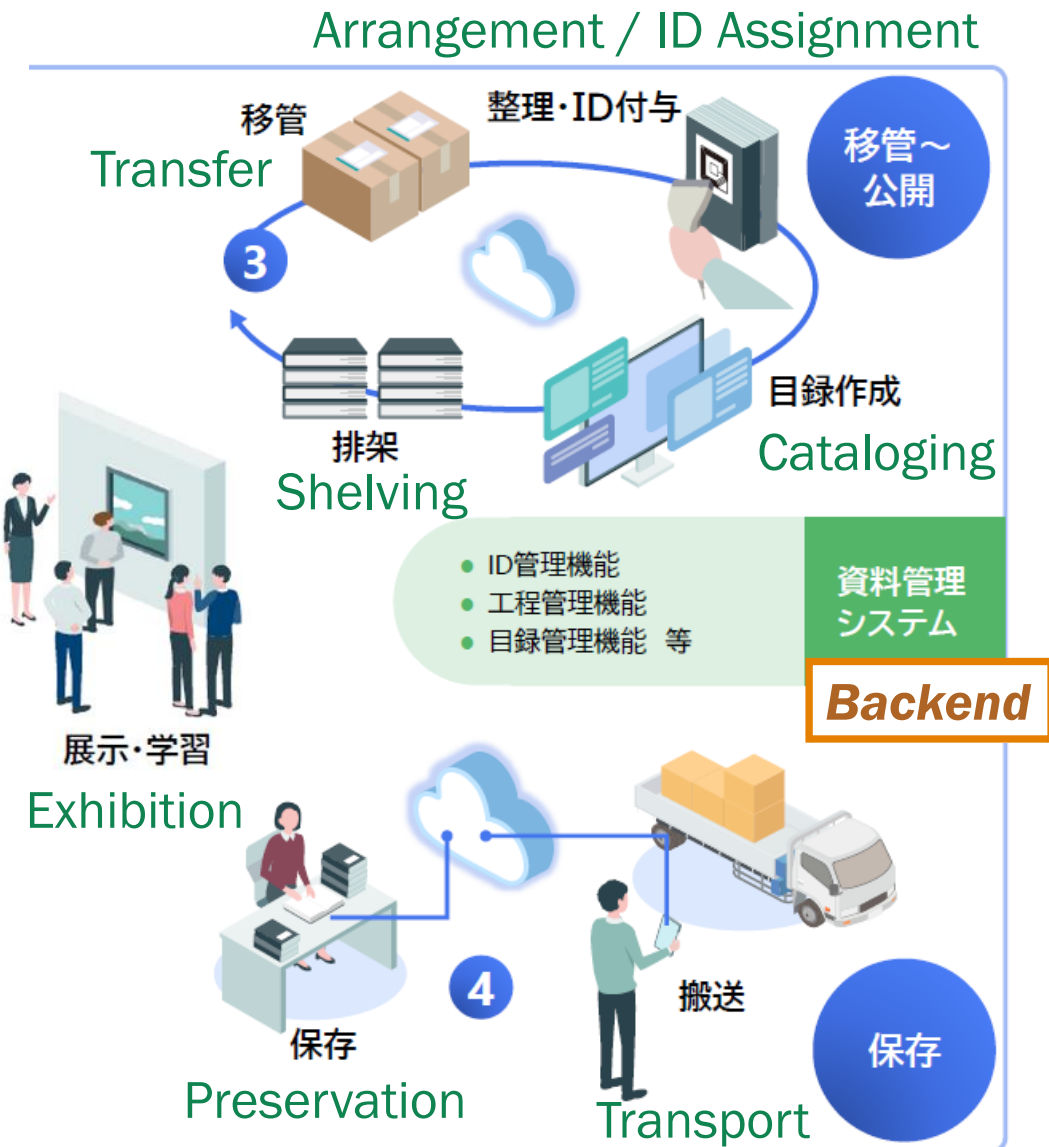 Arrangement / ID Assignment
移管
整理・ID付与
移管～
公開
Transfer
3
目録作成
Cataloging
排架
Shelving
• ID管理機能
• 工程管理機能
• 目録管理機能 等
資料管理
システム
Backend
展示・学習
Exhibition
4
搬送
保存
保存
Preservation
Transport